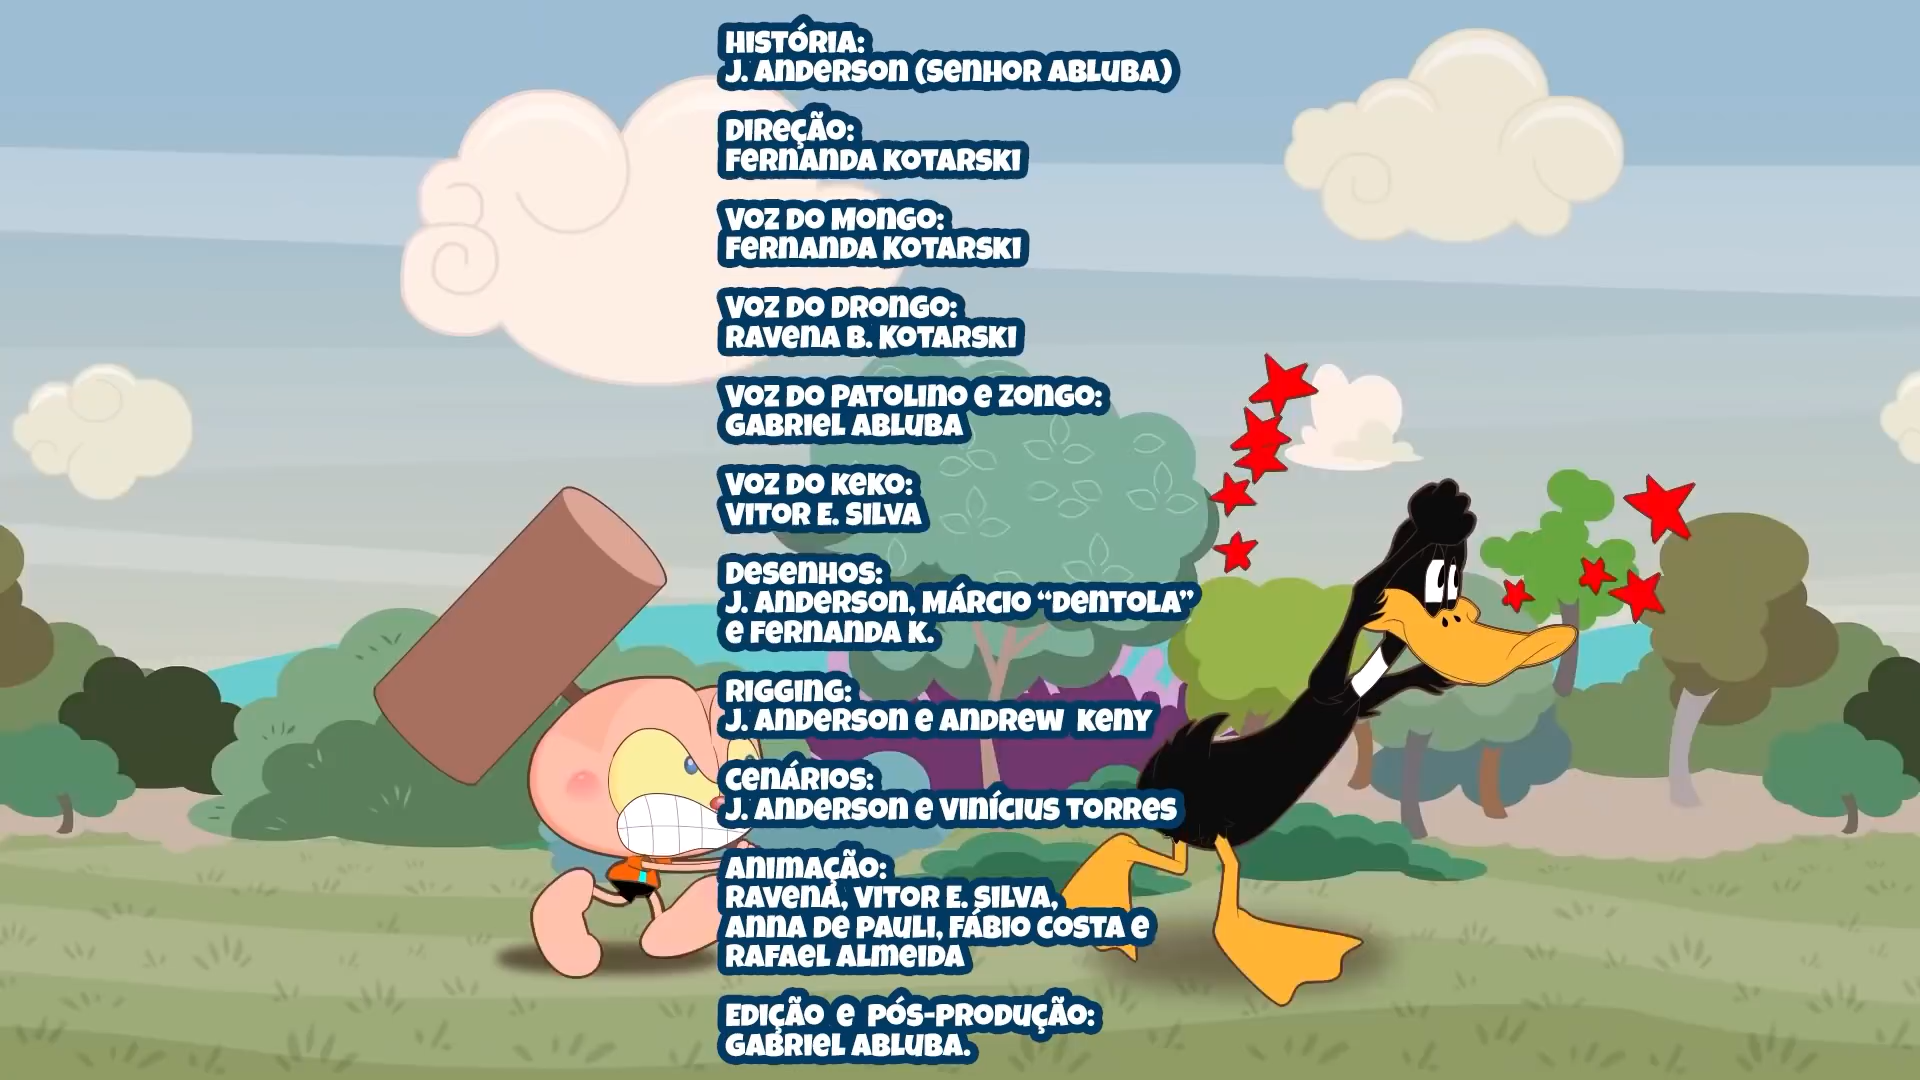 HISTÓRIA:
J. ANDERSON (SENHOR ABLUBA)
DIREÇÃO:
FERNANDA KOTARSKI
VOZ DO MONGO:
FERNANDA KOTARSKI
VOZ DO DRONGO:
RAVENA B. KOTARSKI
VOZ DO PATOLINO E ZONGO:
GABRIEL ABLUBA
VOZ DO KEKO:
VITOR E. SILVA
DESENHOS:
J. ANDERSON, MÁRCIO “DENTOLA”
E FERNANDA K.
RIGGING:
J. ANDERSON E ANDREW KENY
CENÁRIOS:
J. ANDERSON E VINÍCIUS TORRES
ANIMAÇÃO:
RAVENA, VITOR E. SILVA,
ANNA DE PAULI, FÁBIO COSTA E
RAFAEL ALMEIDA
EDIÇÃO E PÓS-PRODUÇÃO:
GABRIEL ABLUBA.